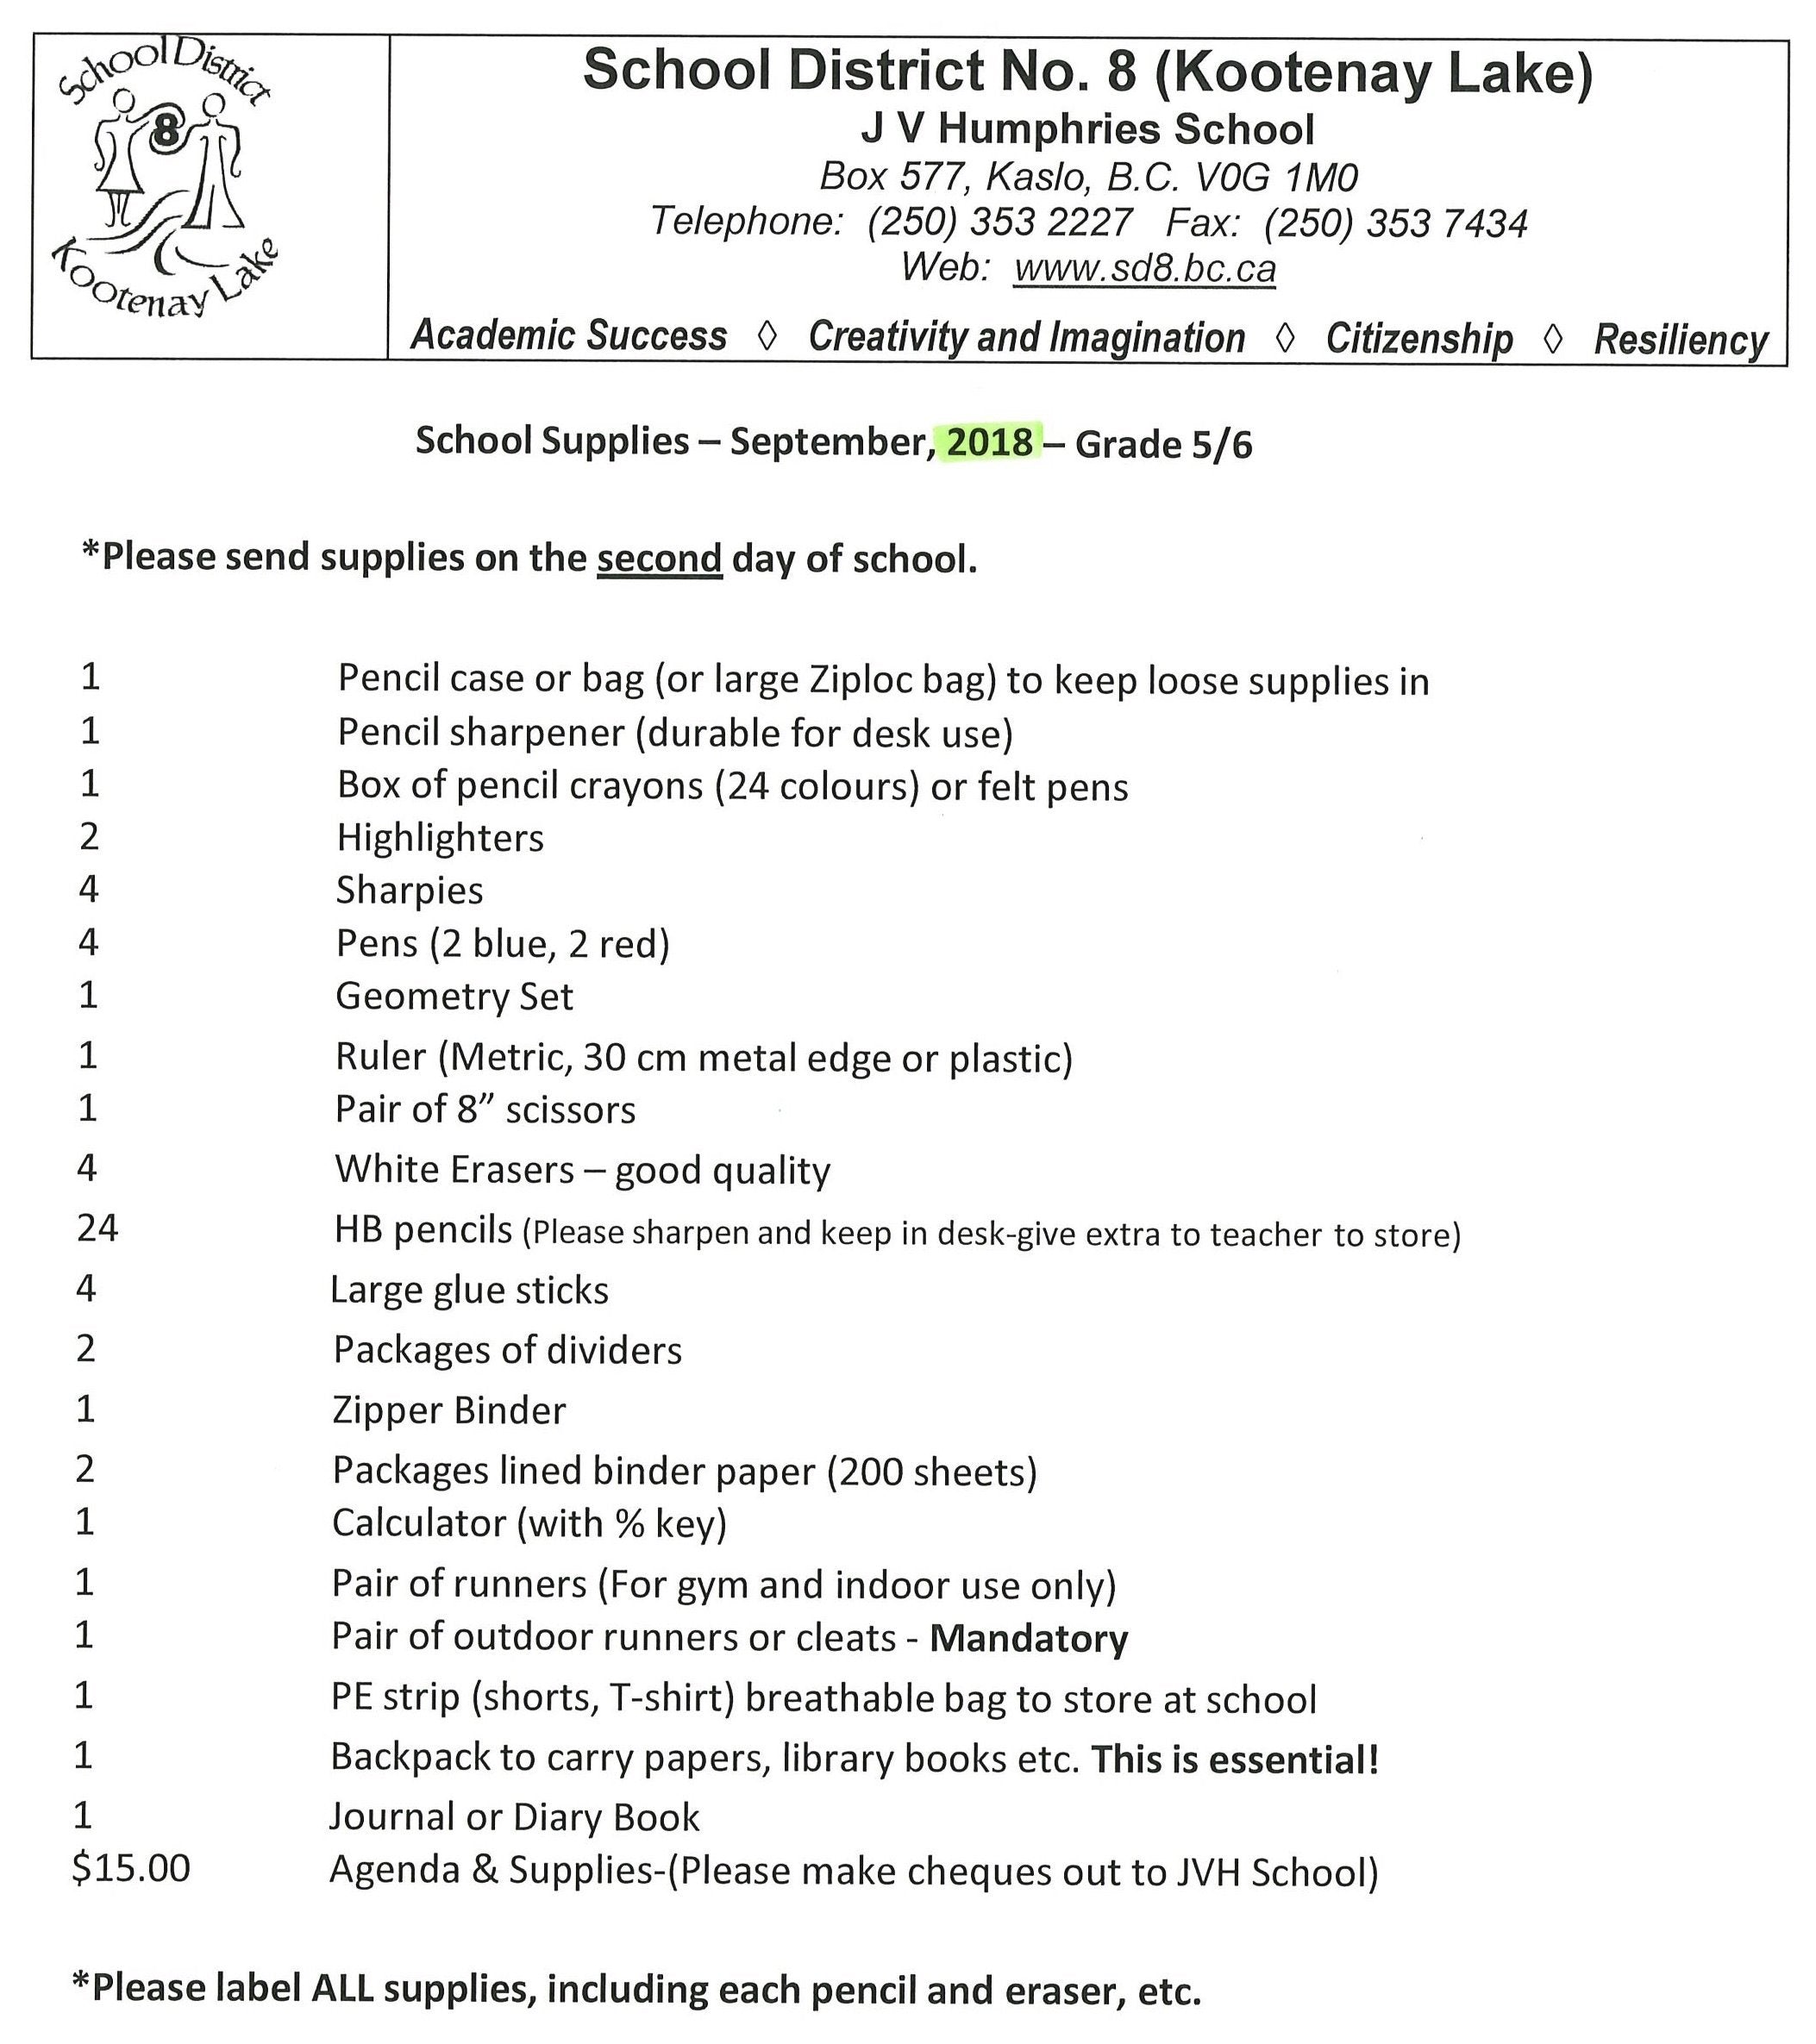 School District
8
Kootenay Lake
School District No. 8 (Kootenay Lake)
J V Humphries School
Box 577, Kaslo, B.C. V0G 1M0
Telephone: (250) 353 2227 Fax: (250) 353 7434
Web: www.sd8.bc.ca
Academic Success ◊ Creativity and Imagination ◊ Citizenship ◊ Resiliency
School Supplies – September, 2018 – Grade 5/6
*Please send supplies on the second day of school.
1 Pencil case or bag (or large Ziploc bag) to keep loose supplies in
1 Pencil sharpener (durable for desk use)
1 Box of pencil crayons (24 colours) or felt pens
2 Highlighters
4 Sharpies
4 Pens (2 blue, 2 red)
1 Geometry Set
1 Ruler (Metric, 30 cm metal edge or plastic)
1 Pair of 8” scissors
4 White Erasers – good quality
24 HB pencils (Please sharpen and keep in desk-give extra to teacher to store)
4 Large glue sticks
2 Packages of dividers
1 Zipper Binder
2 Packages lined binder paper (200 sheets)
1 Calculator (with % key)
1 Pair of runners (For gym and indoor use only)
1 Pair of outdoor runners or cleats - Mandatory
1 PE strip (shorts, T-shirt) breathable bag to store at school
1 Backpack to carry papers, library books etc. This is essential!
1 Journal or Diary Book
$15.00 Agenda & Supplies-(Please make cheques out to JVH School)
*Please label ALL supplies, including each pencil and eraser, etc.